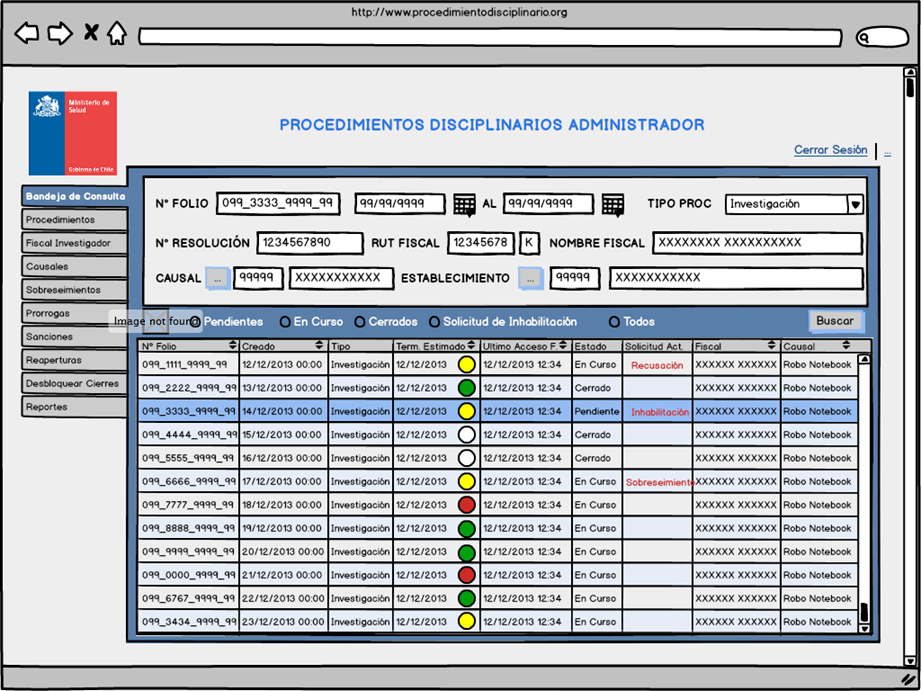 http://www.procedimientodisciplinario.org
Ministerio de
Salud
Gobierno de Chile
PROCEDIMIENTOS DISCIPLINARIOS ADMINISTRADOR
Cerrar Sesión | ...
Bandeja de Consulta
Procedimientos
Fiscal Investigador
Causales
Sobreseimientos
Prorrogas
Sanciones
Reaperturas
Desbloquear Cierres
Reportes
N° FOLIO 099_3333_9999_99 99/99/9999 AL 99/99/9999 TIPO PROC Investigación
N° RESOLUCIÓN 1234567890 RUT FISCAL 12345678 K NOMBRE FISCAL XXXXXXXX XXXXXXXXXX
CAUSAL ... 99999 XXXXXXXXXXX ESTABLECIMIENTO ... 99999 XXXXXXXXXXX
Image not found Pendientes En Curso Cerrados Solicitud de Inhabilitación Todos Buscar
N° Folio Creado Tipo Term. Estimado Ultimo Acceso F. Estado Solicitud Act. Fiscal Causal
099_1111_9999_99 12/12/2013 00:00 Investigación 12/12/2013 12/12/2013 12:34 En Curso Recusación XXXXXX XXXXXX Robo Notebook
099_2222_9999_99 13/12/2013 00:00 Investigación 12/12/2013 12/12/2013 12:34 Cerrado XXXXXX XXXXXX Robo Notebook
099_3333_9999_99 14/12/2013 00:00 Investigación 12/12/2013 12/12/2013 12:34 Pendiente Inhabilitación XXXXXX XXXXXX Robo Notebook
099_4444_9999_99 15/12/2013 00:00 Investigación 12/12/2013 12/12/2013 12:34 Cerrado XXXXXX XXXXXX Robo Notebook
099_5555_9999_99 16/12/2013 00:00 Investigación 12/12/2013 12/12/2013 12:34 Cerrado XXXXXX XXXXXX Robo Notebook
099_6666_9999_99 17/12/2013 00:00 Investigación 12/12/2013 12/12/2013 12:34 En Curso Sobreseimiento XXXXXX XXXXXX Robo Notebook
099_7777_9999_99 18/12/2013 00:00 Investigación 12/12/2013 12/12/2013 12:34 En Curso XXXXXX XXXXXX Robo Notebook
099_8888_9999_99 19/12/2013 00:00 Investigación 12/12/2013 12/12/2013 12:34 En Curso XXXXXX XXXXXX Robo Notebook
099_9999_9999_99 20/12/2013 00:00 Investigación 12/12/2013 12/12/2013 12:34 En Curso XXXXXX XXXXXX Robo Notebook
099_0000_9999_99 21/12/2013 00:00 Investigación 12/12/2013 12/12/2013 12:34 En Curso XXXXXX XXXXXX Robo Notebook
099_6767_9999_99 22/12/2013 00:00 Investigación 12/12/2013 12/12/2013 12:34 En Curso XXXXXX XXXXXX Robo Notebook
099_3434_9999_99 23/12/2013 00:00 Investigación 12/12/2013 12/12/2013 12:34 En Curso XXXXXX XXXXXX Robo Notebook